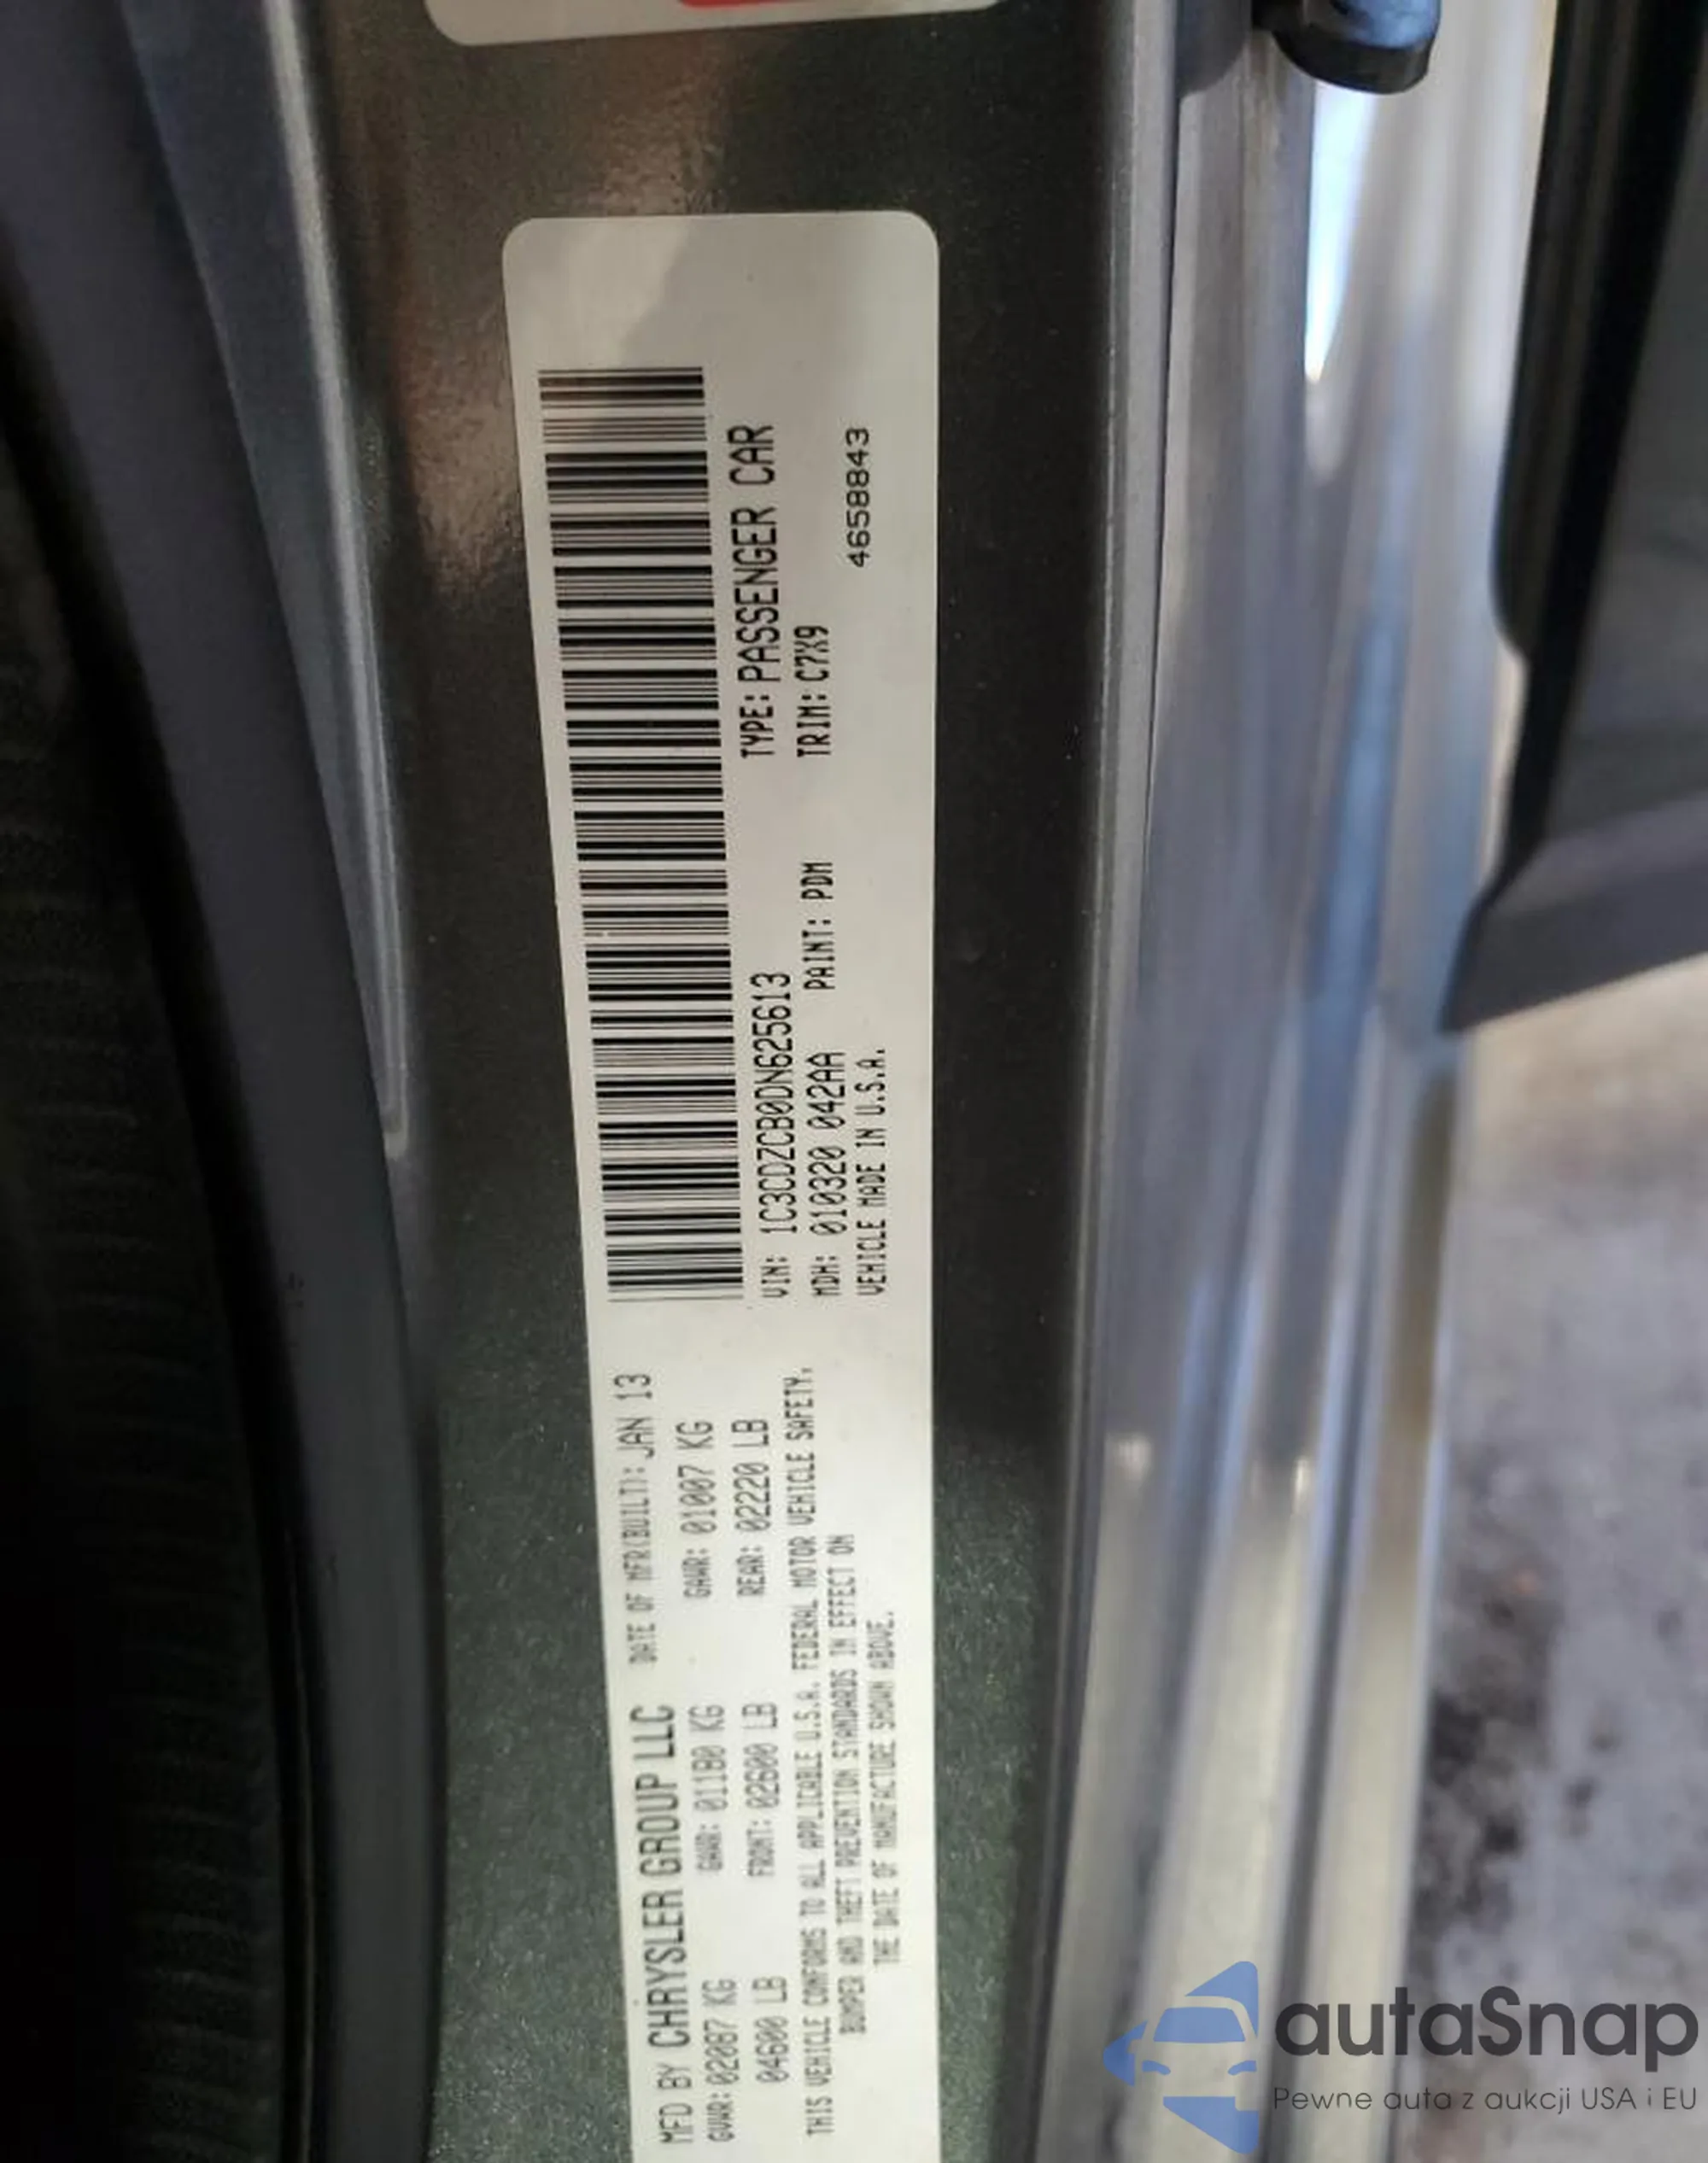 MFD BY CHRYSLER GROUP LLC DATE OF MFR(BUILT): JAN 13
GVWR: 02087 KG GAWR: 01180 KG GAWR: 01007 KG
04600 LB FRONT: 02600 LB REAR: 02220 LB
THIS VEHICLE CONFORMS TO ALL APPLICABLE U.S.A. FEDERAL MOTOR VEHICLE SAFETY,
BUMPER AND THEFT PREVENTION STANDARDS IN EFFECT ON
THE DATE OF MANUFACTURE SHOWN ABOVE.
VIN: 1C3CDZCB0DN625613 TYPE: PASSENGER CAR
MDH: 010320 042AA PAINT: PDM TRIM: C7X9
VEHICLE MADE IN U.S.A.
4658843
autaSnap
Pewne auta z aukcji USA i EU